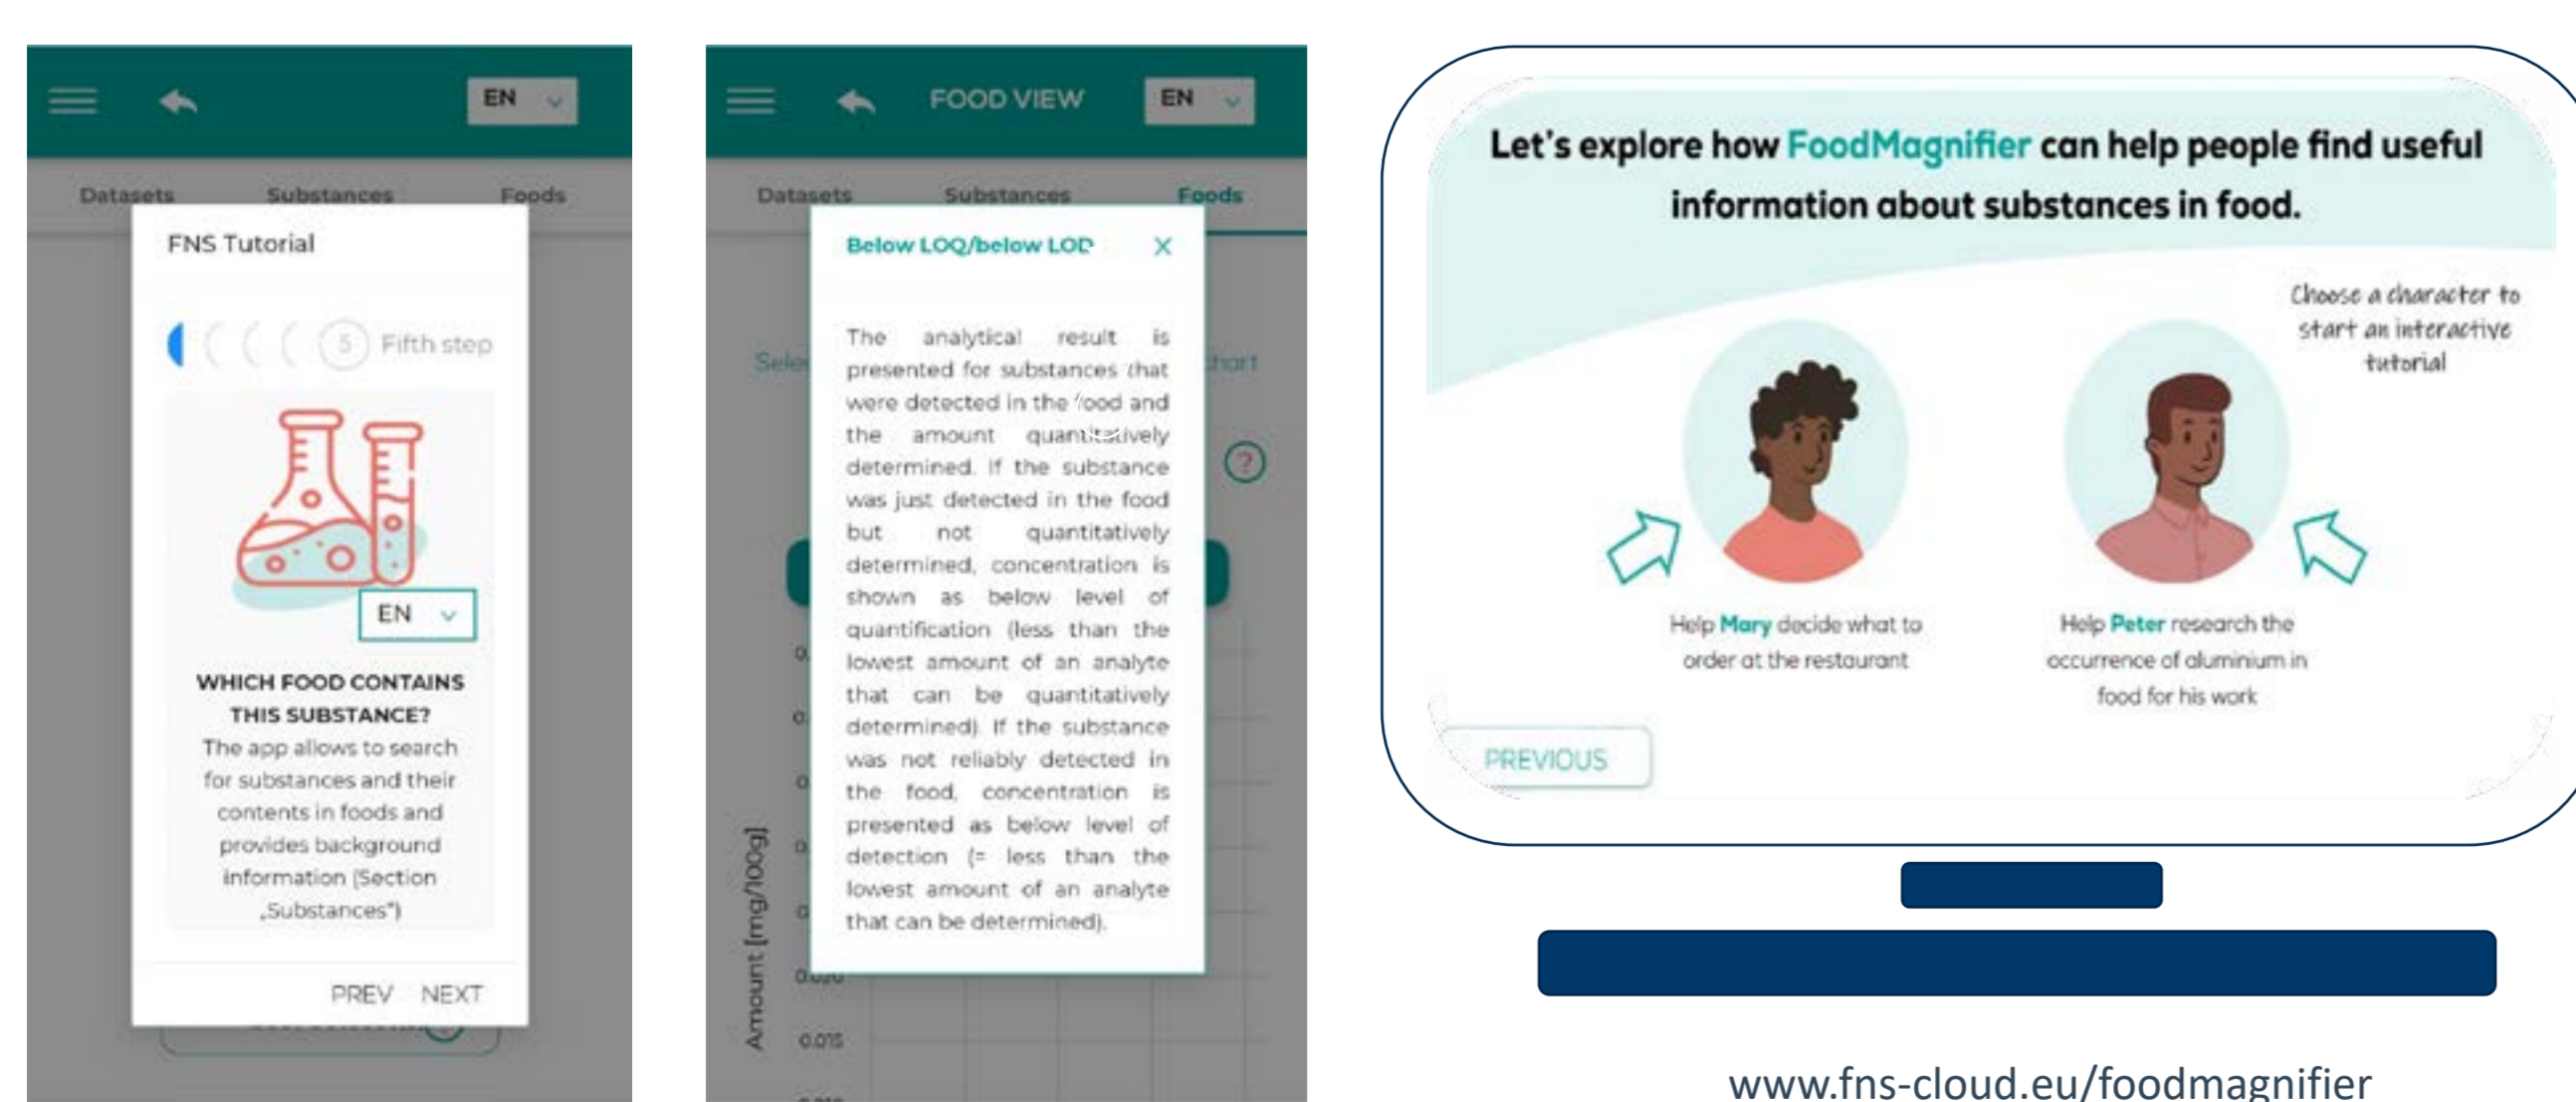 EN
Datasets Substances Foods
FNS Tutorial
5 Fifth step
EN
WHICH FOOD CONTAINS
THIS SUBSTANCE?
The app allows to search
for substances and their
contents in foods and
provides background
information (Section
„Substances")
PREV NEXT
FOOD VIEW EN
Datasets Substances Foods
Below LOQ/below LOD X
The analytical result is
presented for substances that
were detected in the food and
the amount quantitatively
determined. If the substance
was just detected in the food
but not quantitatively
determined, concentration is
shown as below level of
quantification (less than the
lowest amount of an analyte
that can be quantitatively
determined). If the substance
was not reliably detected in
the food, concentration is
presented as below level of
detection (= less than the
lowest amount of an analyte
that can be determined).
?
Amount [mg/100g]
0.020
0.015
Let's explore how FoodMagnifier can help people find useful
information about substances in food.
Choose a character to
start an interactive
tutorial
Help Mary decide what to
order at the restaurant
Help Peter research the
occurrence of aluminium in
food for his work
PREVIOUS
www.fns-cloud.eu/foodmagnifier